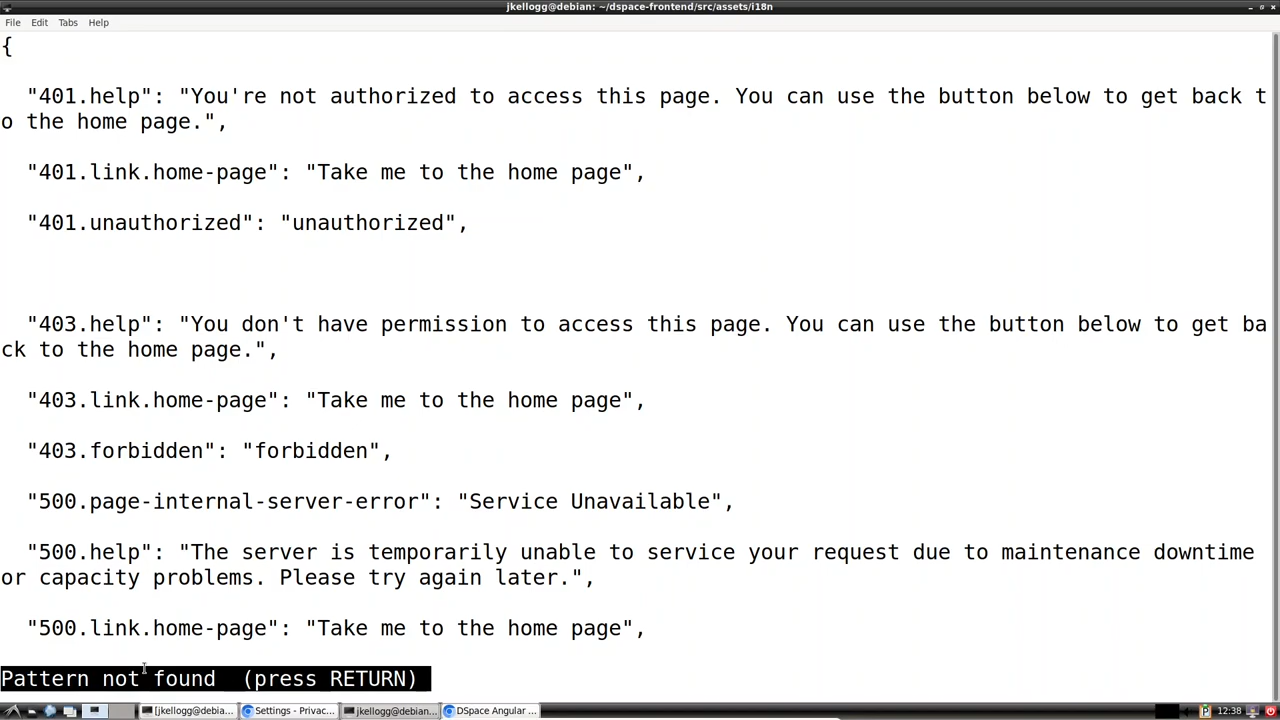 jkellogg@debian: ~/dspace-frontend/src/assets/i18n
File Edit Tabs Help
{
"401.help": "You're not authorized to access this page. You can use the button below to get back t
o the home page.",
"401.link.home-page": "Take me to the home page",
"401.unauthorized": "unauthorized",
"403.help": "You don't have permission to access this page. You can use the button below to get ba
ck to the home page.",
"403.link.home-page": "Take me to the home page",
"403.forbidden": "forbidden",
"500.page-internal-server-error": "Service Unavailable",
"500.help": "The server is temporarily unable to service your request due to maintenance downtime
or capacity problems. Please try again later.",
"500.link.home-page": "Take me to the home page",
Pattern not found (press RETURN)
[jkellogg@debia... Settings - Privac... jkellogg@debian... DSpace Angular ... 12:38